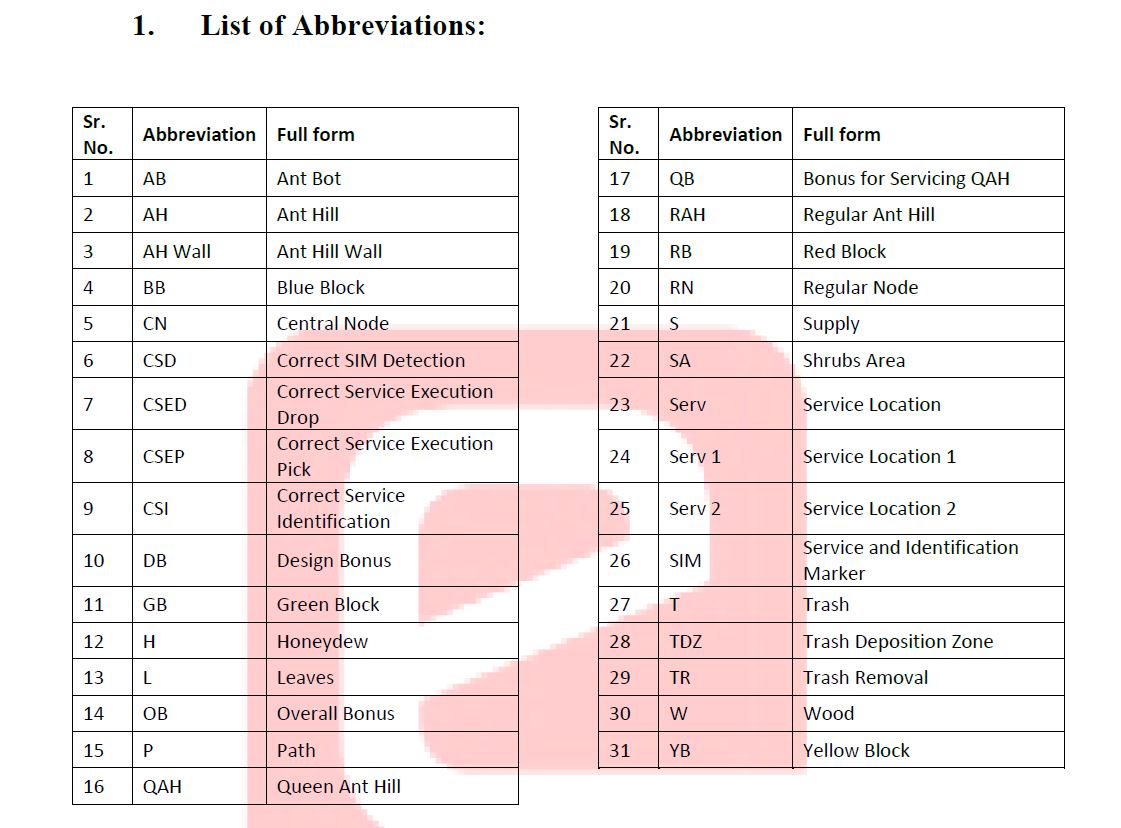 1. List of Abbreviations:
Sr. No. Abbreviation Full form
1 AB Ant Bot
2 AH Ant Hill
3 AH Wall Ant Hill Wall
4 BB Blue Block
5 CN Central Node
6 CSD Correct SIM Detection
7 CSED Correct Service Execution Drop
8 CSEP Correct Service Execution Pick
9 CSI Correct Service Identification
10 DB Design Bonus
11 GB Green Block
12 H Honeydew
13 L Leaves
14 OB Overall Bonus
15 P Path
16 QAH Queen Ant Hill
Sr. No. Abbreviation Full form
17 QB Bonus for Servicing QAH
18 RAH Regular Ant Hill
19 RB Red Block
20 RN Regular Node
21 S Supply
22 SA Shrubs Area
23 Serv Service Location
24 Serv 1 Service Location 1
25 Serv 2 Service Location 2
26 SIM Service and Identification Marker
27 T Trash
28 TDZ Trash Deposition Zone
29 TR Trash Removal
30 W Wood
31 YB Yellow Block